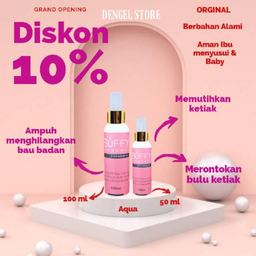 GRAND OPENING
DENGEL STORE
ORGINAL
Diskon
10%
Berbahan Alami
Aman Ibu
menyusui &
Baby
Memutihkan
ketiak
Ampuh
menghilangkan
bau badan
Merontokan
bulu ketiak
100 ml
Aqua
50 ml